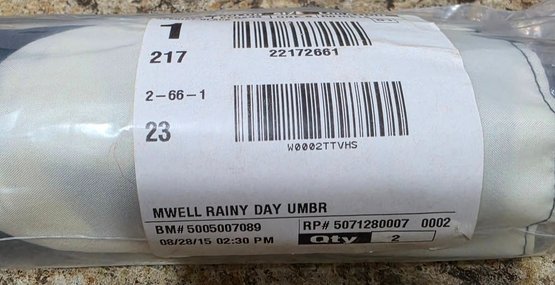 1
217
22172661
2-66-1
23
W0002TTVHS
MWELL RAINY DAY UMBR
BM# 5005007089 RP# 5071280007 0002
08/28/15 02:30 PM Qty 2